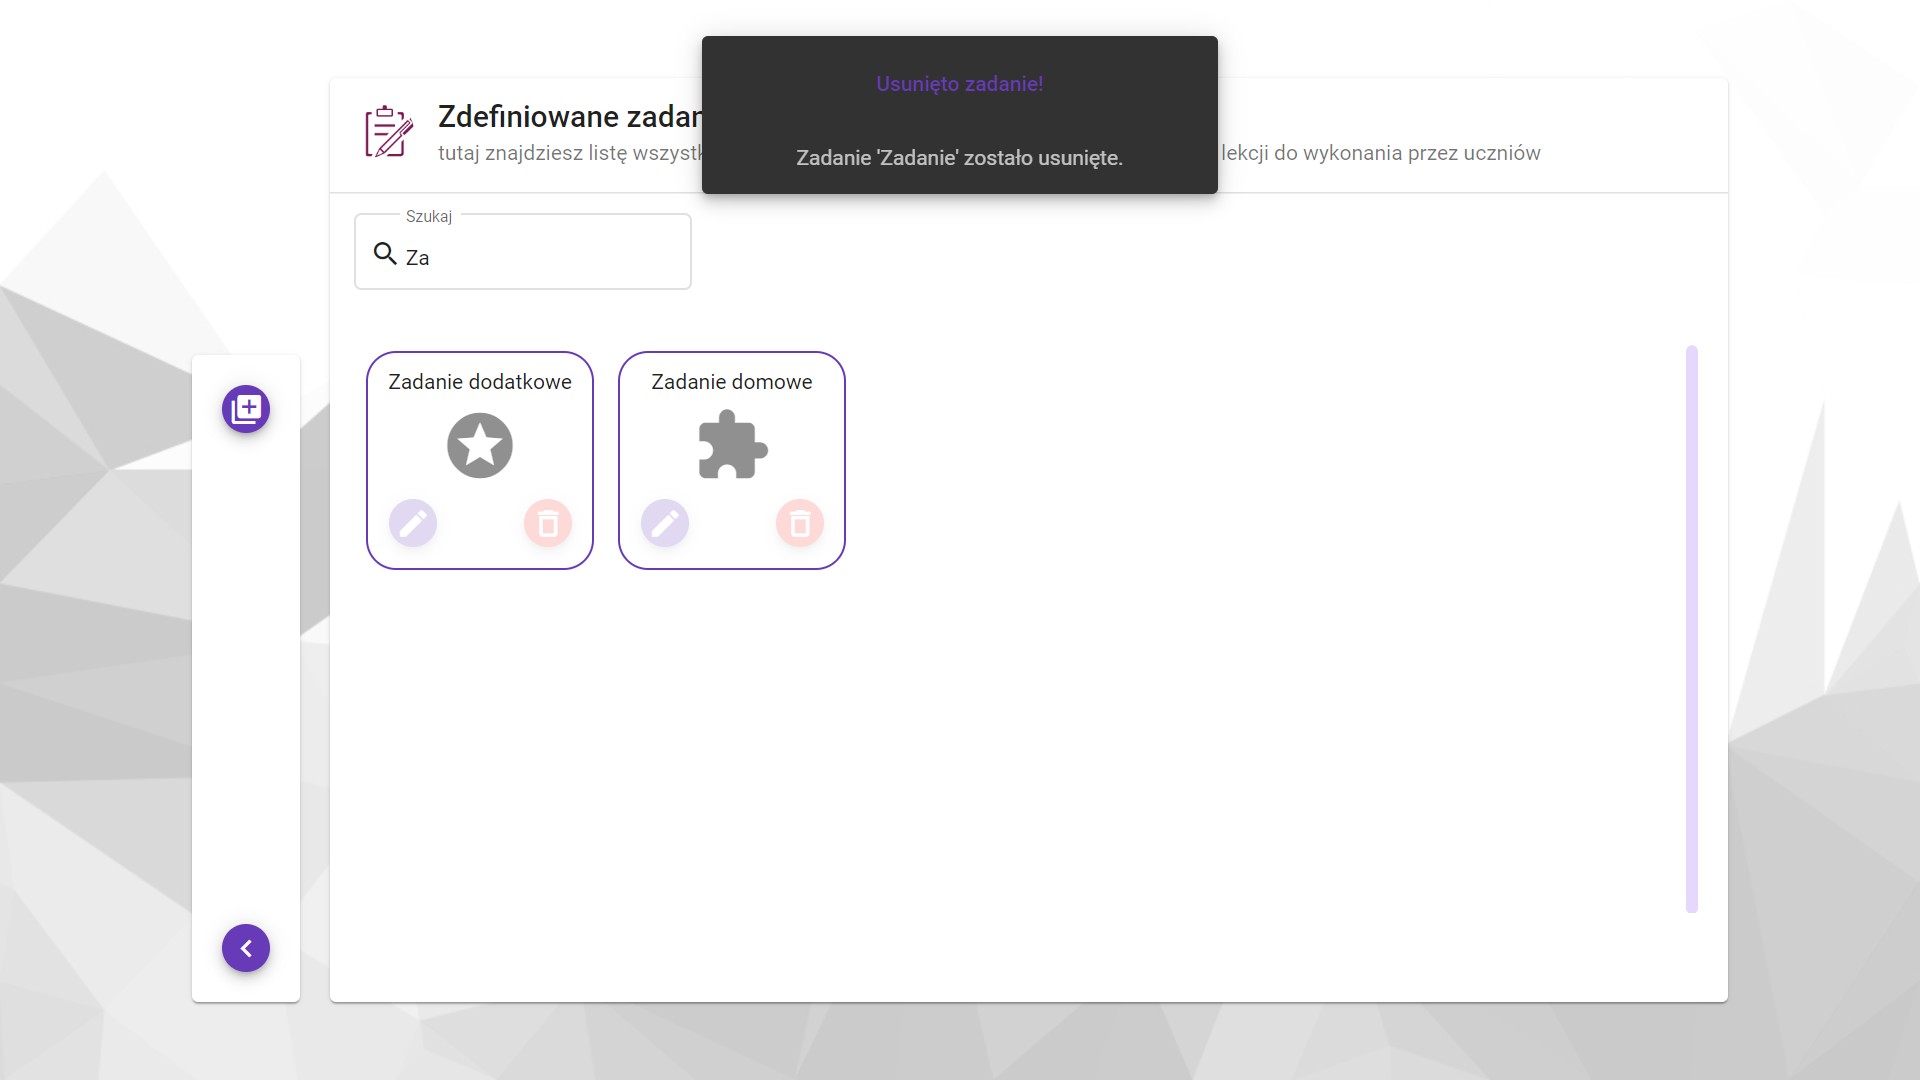 Usunięto zadanie!
Zadanie 'Zadanie' zostało usunięte.
Zdefiniowane zadan
tutaj znajdziesz listę wszystk
lekcji do wykonania przez uczniów
Szukaj
Za
Zadanie dodatkowe
Zadanie domowe